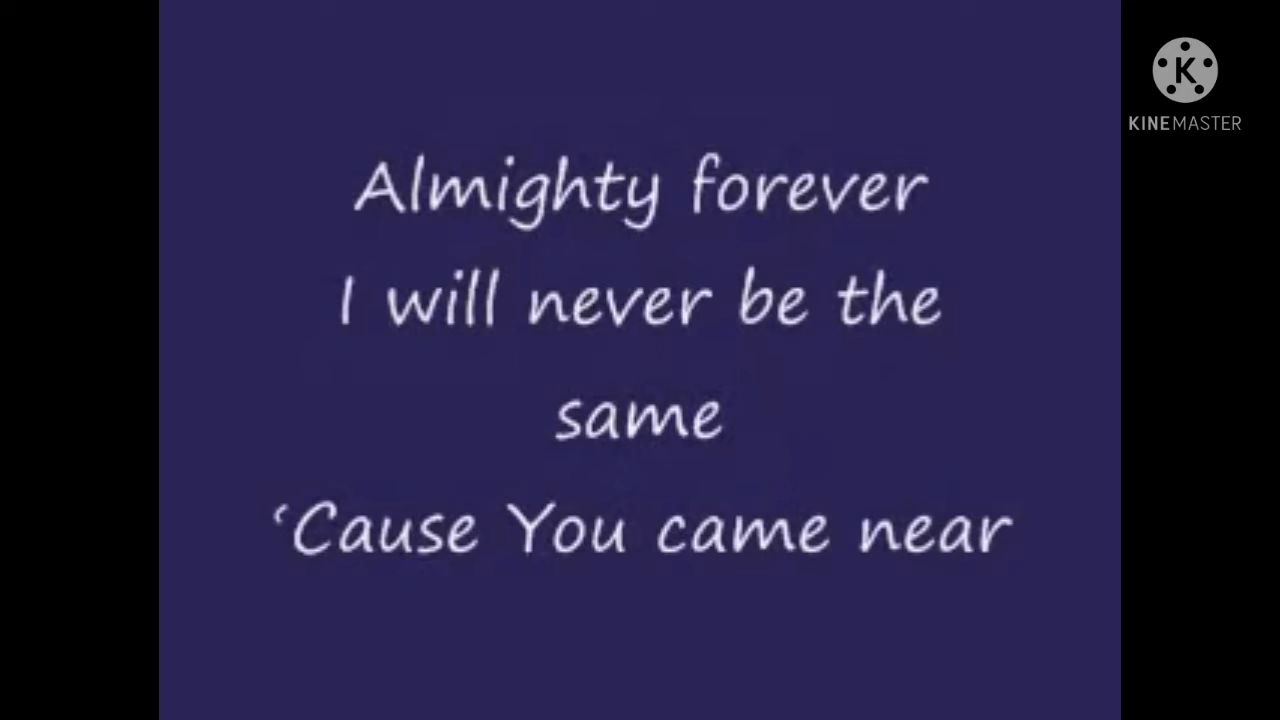 Almighty forever
I will never be the
same
‘Cause You came near
K
KINEMASTER